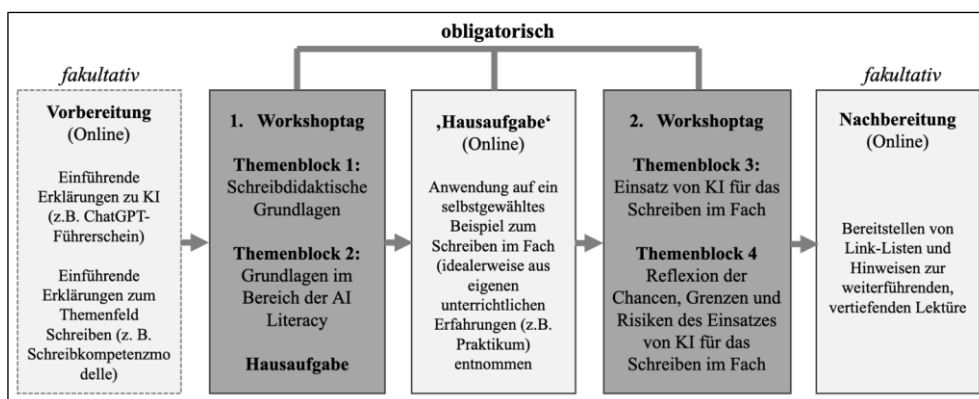 obligatorisch
fakultativ
Vorbereitung
(Online)
Einführende
Erklärungen zu KI
(z.B. ChatGPT-
Führerschein)
Einführende
Erklärungen zum
Themenfeld
Schreiben (z. B.
Schreibkompetenzmo
delle)
1. Workshoptag
Themenblock 1:
Schreibdidaktische
Grundlagen
Themenblock 2:
Grundlagen im
Bereich der AI
Literacy
Hausaufgabe
‚Hausaufgabe‘
(Online)
Anwendung auf ein
selbstgewähltes
Beispiel zum
Schreiben im Fach
(idealerweise aus
eigenen
unterrichtlichen
Erfahrungen (z.B.
Praktikum)
entnommen
2. Workshoptag
Themenblock 3:
Einsatz von KI für das
Schreiben im Fach
Themenblock 4
Reflexion der
Chancen, Grenzen und
Risiken des Einsatzes
von KI für das
Schreiben im Fach
fakultativ
Nachbereitung
(Online)
Bereitstellen von
Link-Listen und
Hinweisen zur
weiterführenden,
vertiefenden Lektüre